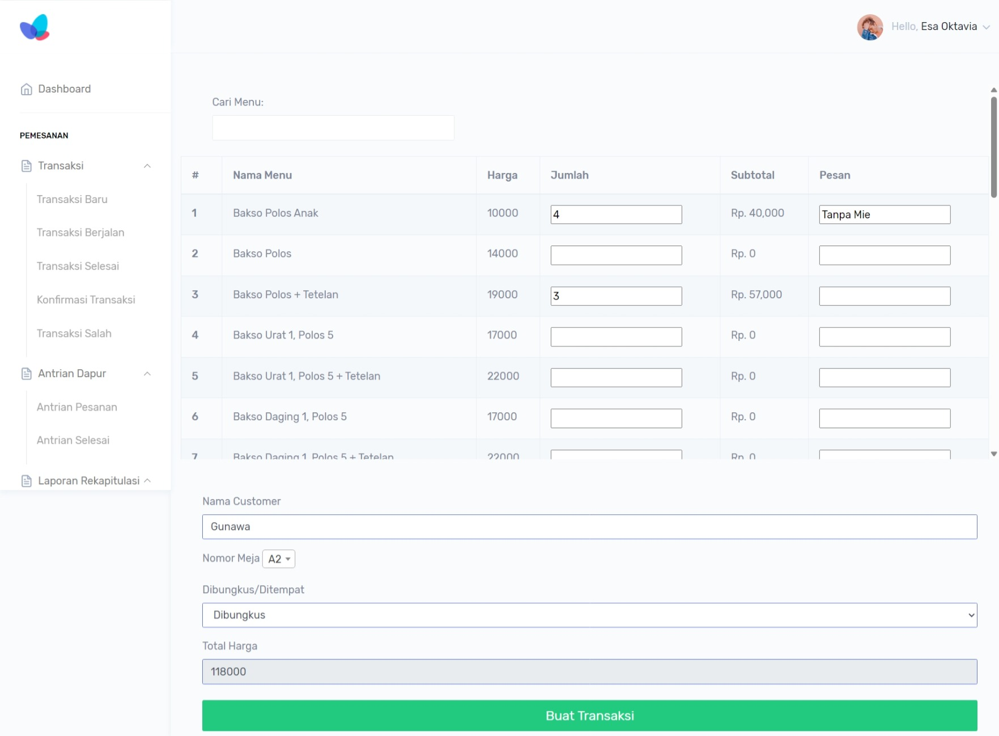 Hello, Esa Oktavia
Dashboard
PEMESANAN
Transaksi
Transaksi Baru
Transaksi Berjalan
Transaksi Selesai
Konfirmasi Transaksi
Transaksi Salah
Antrian Dapur
Antrian Pesanan
Antrian Selesai
Laporan Rekapitulasi
Cari Menu:
# Nama Menu Harga Jumlah Subtotal Pesan
1 Bakso Polos Anak 10000 4 Rp. 40,000 Tanpa Mie
2 Bakso Polos 14000 Rp. 0
3 Bakso Polos + Tetelan 19000 3 Rp. 57,000
4 Bakso Urat 1, Polos 5 17000 Rp. 0
5 Bakso Urat 1, Polos 5 + Tetelan 22000 Rp. 0
6 Bakso Daging 1, Polos 5 17000 Rp. 0
7 Bakso Daging 1, Polos 5 + Tetelan 22000 Rp. 0
Nama Customer
Gunawa
Nomor Meja A2
Dibungkus/Ditempat
Dibungkus
Total Harga
118000
Buat Transaksi